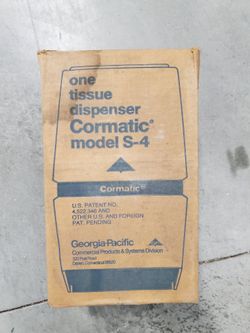 one
tissue
dispenser
Cormatic®
model S-4
Cormatic®
U.S. PATENT NO.
4,522,346 AND
OTHER U.S. AND FOREIGN
PAT. PENDING
Georgia-Pacific
Commercial Products & Systems Division